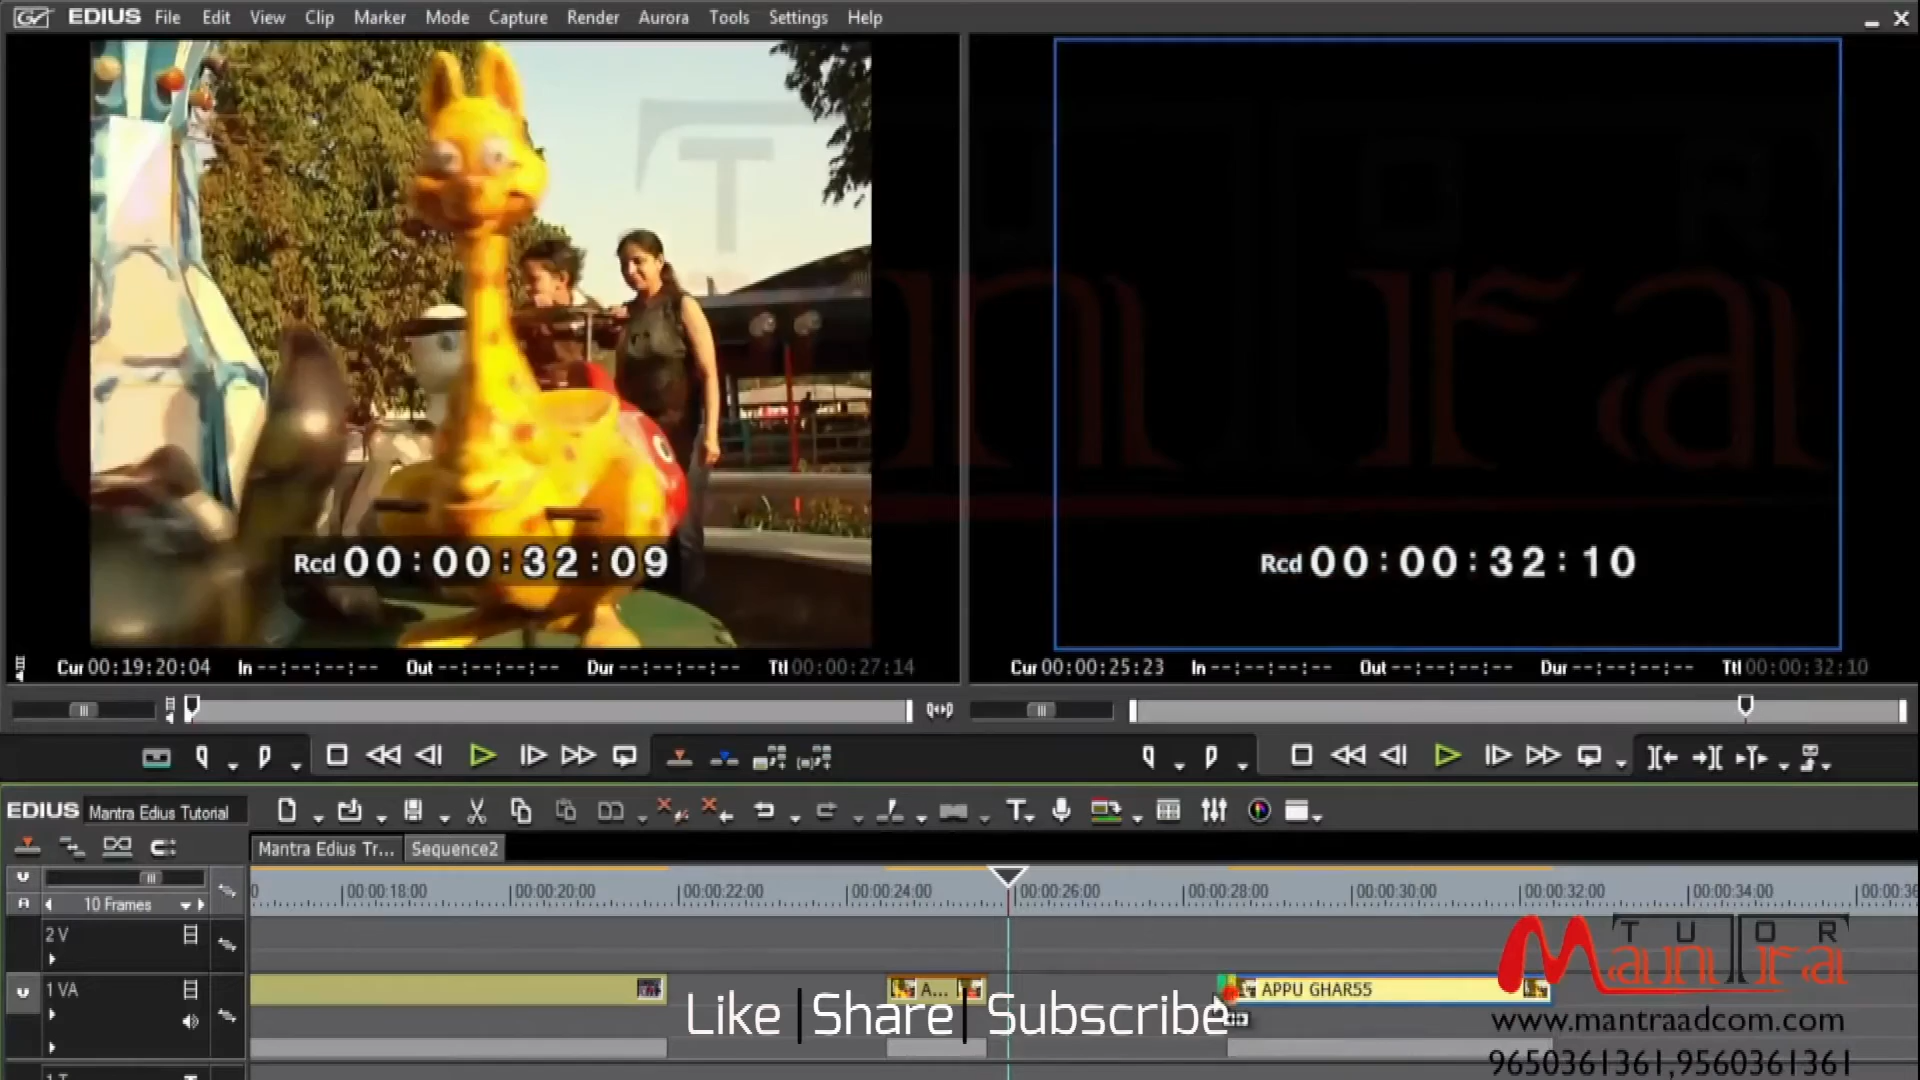 EDIUS File Edit View Clip Marker Mode Capture Render Aurora Tools Settings Help
Rcd 00:00:32:09
Rcd 00:00:32:10
Cur 00:19:20:04 In --:--:--:-- Out --:--:--:-- Dur --:--:--:-- Ttl 00:00:27:14
Cur 00:00:25:23 In --:--:--:-- Out --:--:--:-- Dur --:--:--:-- Ttl 00:00:32:10
EDIUS Mantra Edius Tutorial
Mantra Edius Tr... Sequence2
00:00:18:00 00:00:20:00 00:00:22:00 00:00:24:00 00:00:26:00 00:00:28:00 00:00:30:00 00:00:32:00 00:00:34:00 00:00:36
10 Frames
2 V
1 VA
A...
APPU GHAR55
Like | Share | Subscribe
TUTOR
Mantra
www.mantraadcom.com
9650361361,9560361361